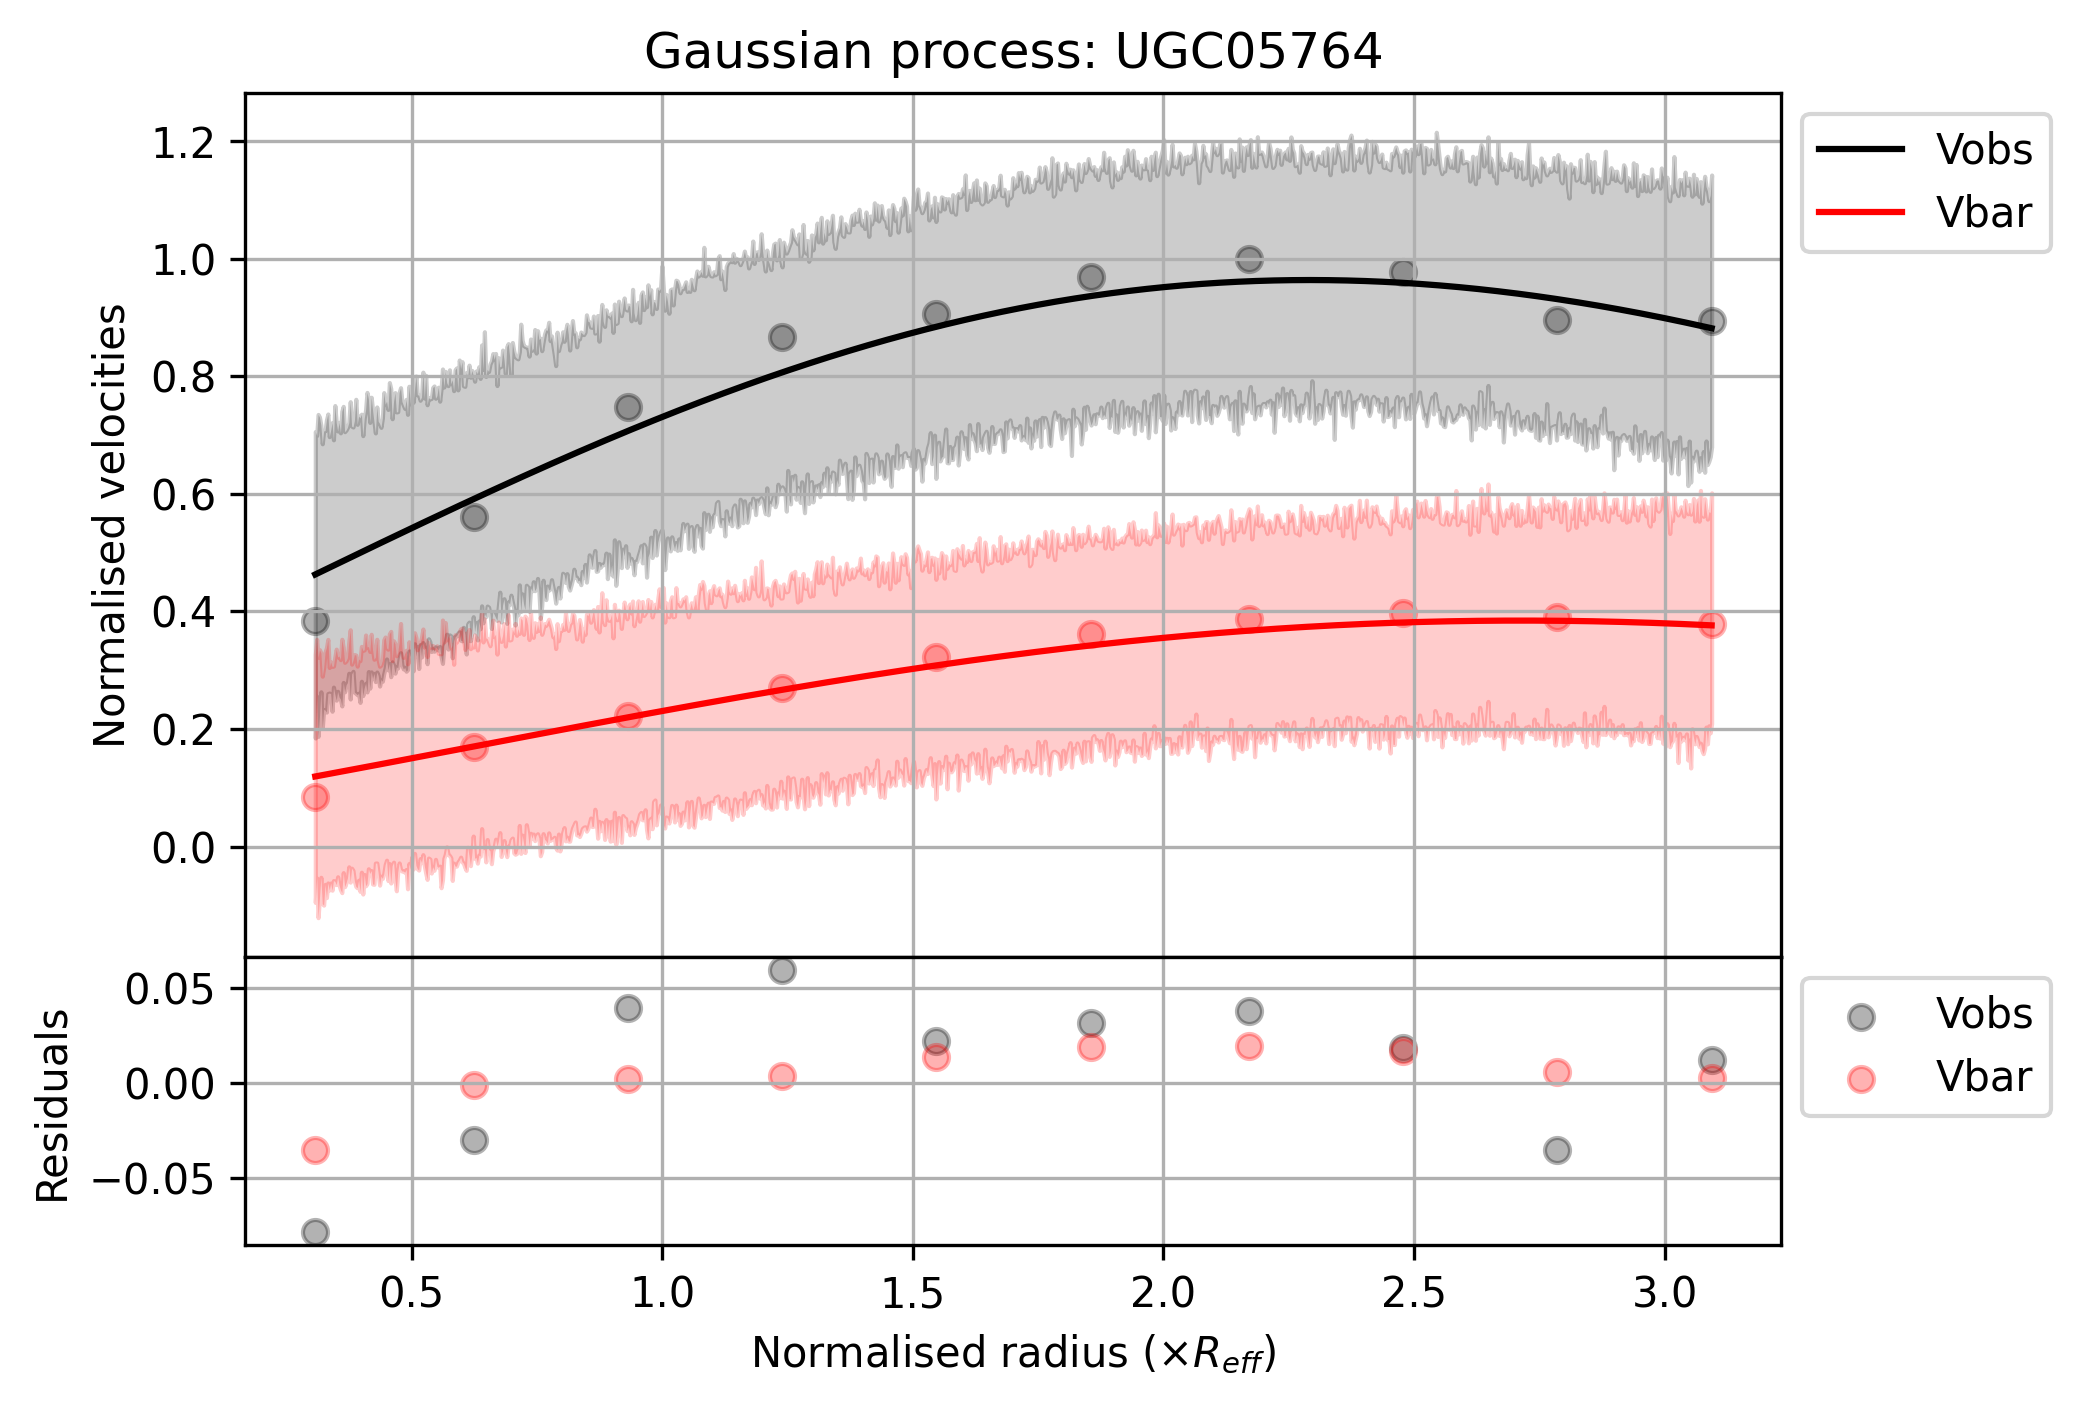 Gaussian process: UGC05764
Normalised velocities
1.2
1.0
0.8
0.6
0.4
0.2
0.0
Vobs
Vbar
Residuals
0.05
0.00
−0.05
Vobs
Vbar
0.5 1.0 1.5 2.0 2.5 3.0
Normalised radius (×R_eff)